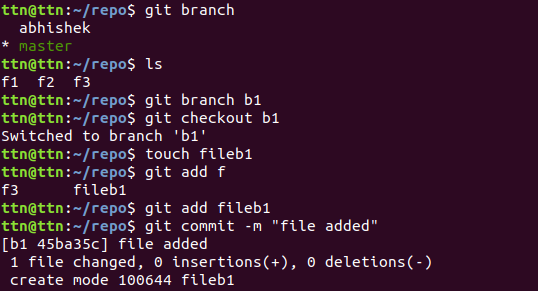 ttn@ttn:~/repo$ git branch
  abhishek
* master
ttn@ttn:~/repo$ ls
f1  f2  f3
ttn@ttn:~/repo$ git branch b1
ttn@ttn:~/repo$ git checkout b1
Switched to branch 'b1'
ttn@ttn:~/repo$ touch fileb1
ttn@ttn:~/repo$ git add f
f3      fileb1
ttn@ttn:~/repo$ git add fileb1
ttn@ttn:~/repo$ git commit -m "file added"
[b1 45ba35c] file added
 1 file changed, 0 insertions(+), 0 deletions(-)
 create mode 100644 fileb1